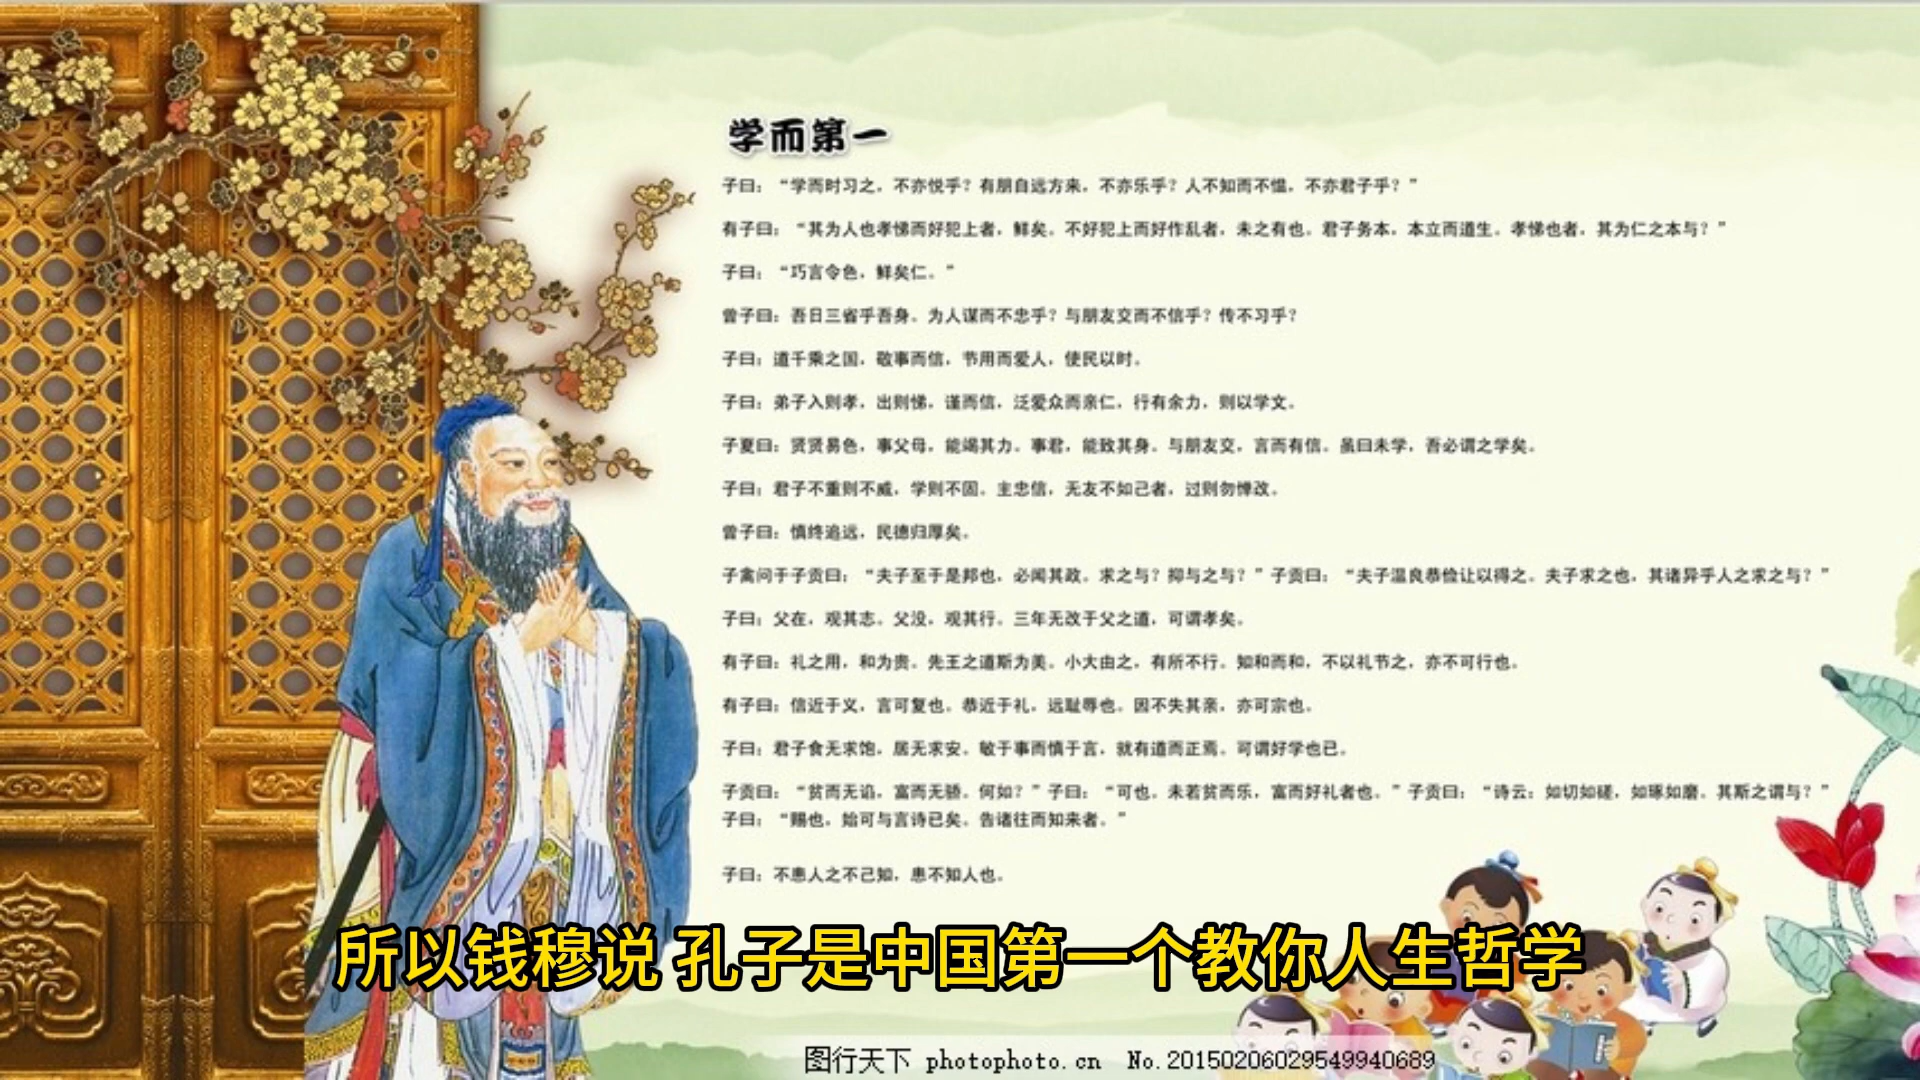 学而第一
子曰：“学而时习之，不亦悦乎？有朋自远方来，不亦乐乎？人不知而不愠，不亦君子乎？”
有子曰：“其为人也孝悌而好犯上者，鲜矣。不好犯上而好作乱者，未之有也。君子务本，本立而道生。孝悌也者，其为仁之本与？”
子曰：“巧言令色，鲜矣仁。”
曾子曰：吾日三省乎吾身。为人谋而不忠乎？与朋友交而不信乎？传不习乎？
子曰：道千乘之国，敬事而信，节用而爱人，使民以时。
子曰：弟子入则孝，出则悌，谨而信，泛爱众而亲仁，行有余力，则以学文。
子夏曰：贤贤易色，事父母，能竭其力。事君，能致其身。与朋友交，言而有信。虽曰未学，吾必谓之学矣。
子曰：君子不重则不威，学则不固。主忠信，无友不如己者，过则勿惮改。
曾子曰：慎终追远，民德归厚矣。
子禽问于子贡曰：“夫子至于是邦也，必闻其政。求之与？抑与之与？”子贡曰：“夫子温良恭俭让以得之。夫子求之也，其诸异乎人之求之与？”
子曰：父在，观其志。父没，观其行。三年无改于父之道，可谓孝矣。
有子曰：礼之用，和为贵。先王之道斯为美。小大由之，有所不行。知和而和，不以礼节之，亦不可行也。
有子曰：信近于义，言可复也。恭近于礼，远耻辱也。因不失其亲，亦可宗也。
子曰：君子食无求饱，居无求安。敏于事而慎于言，就有道而正焉。可谓好学也已。
子贡曰：“贫而无谄，富而无骄。何如？”子曰：“可也。未若贫而乐，富而好礼者也。”子贡曰：“诗云：如切如磋，如琢如磨。其斯之谓与？”
子曰：“赐也，始可与言诗已矣。告诸往而知来者。”
子曰：不患人之不己知，患不知人也。
所以钱穆说 孔子是中国第一个教你人生哲学
图行天下 photophoto.cn No.20150206029549940689